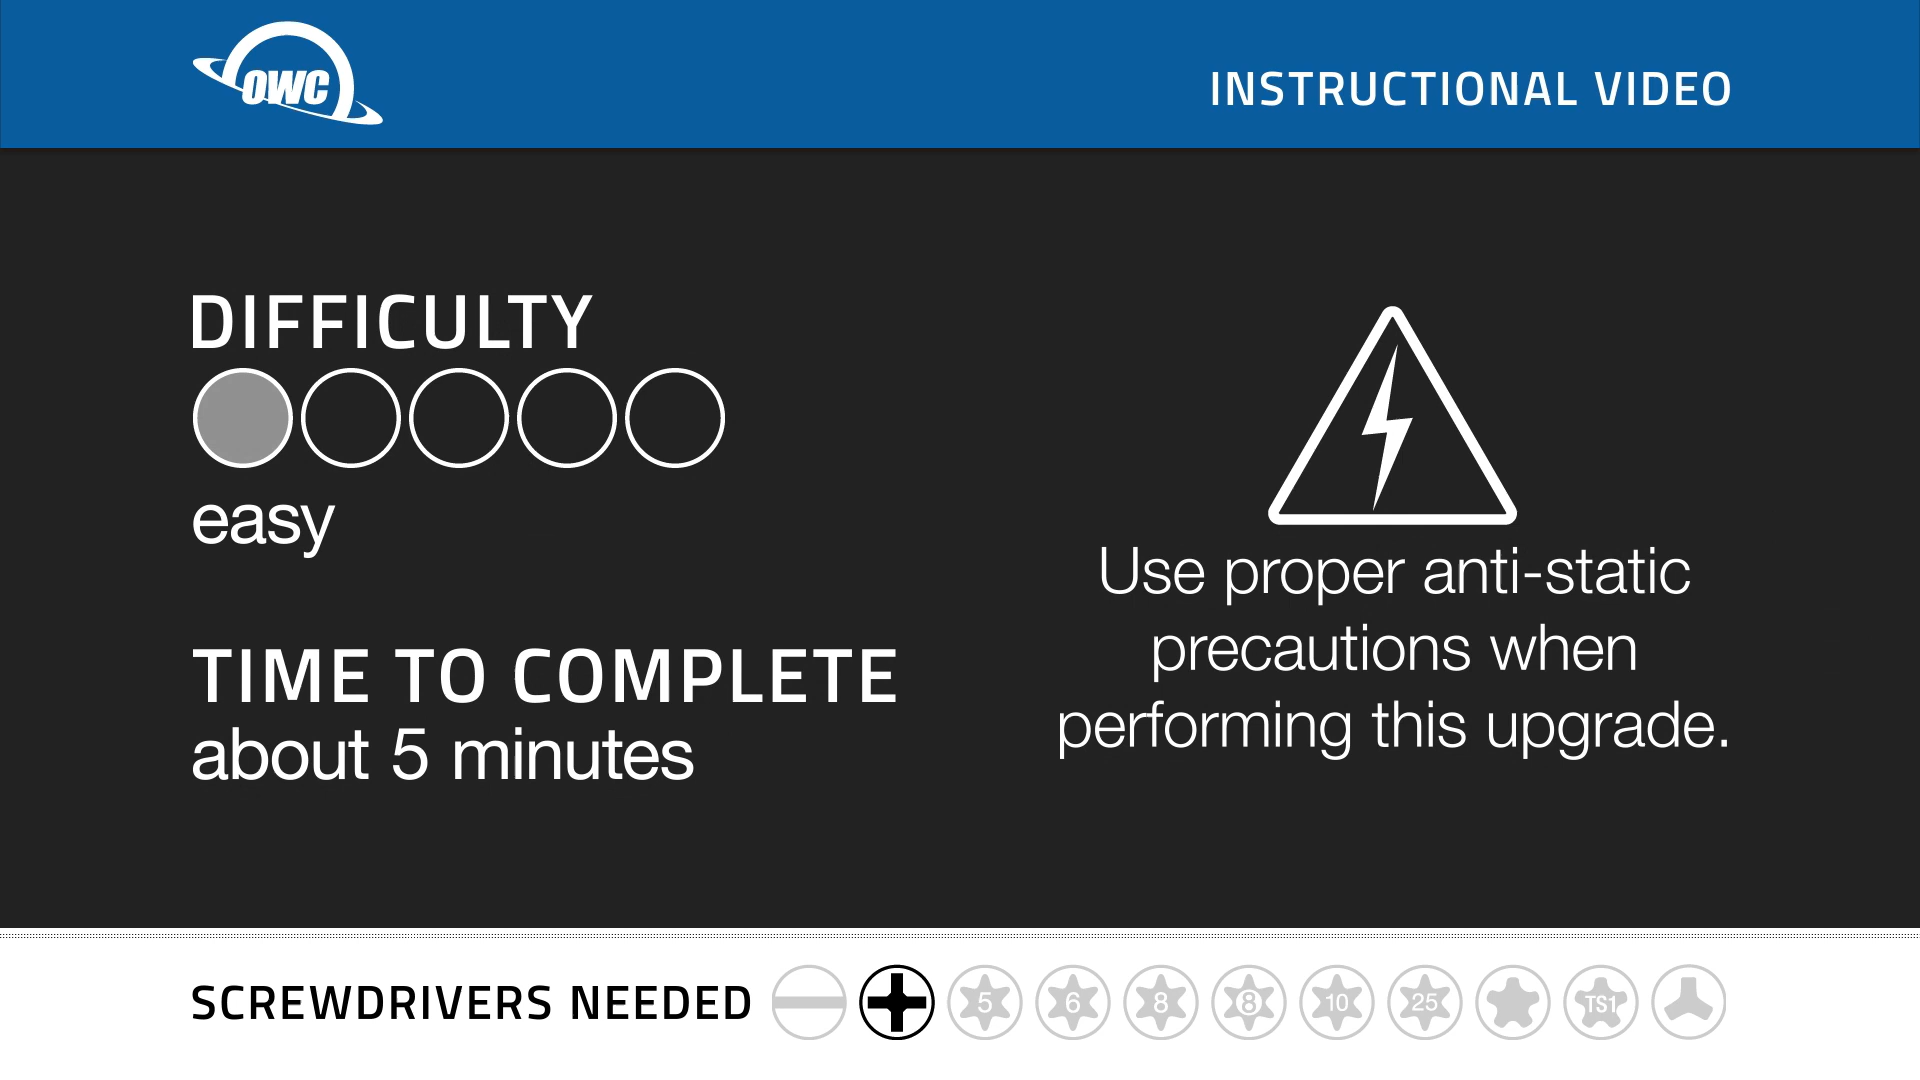 OWC
INSTRUCTIONAL VIDEO
DIFFICULTY
easy
TIME TO COMPLETE
about 5 minutes
Use proper anti-static
precautions when
performing this upgrade.
SCREWDRIVERS NEEDED 5 6 8 8 10 25 TS1